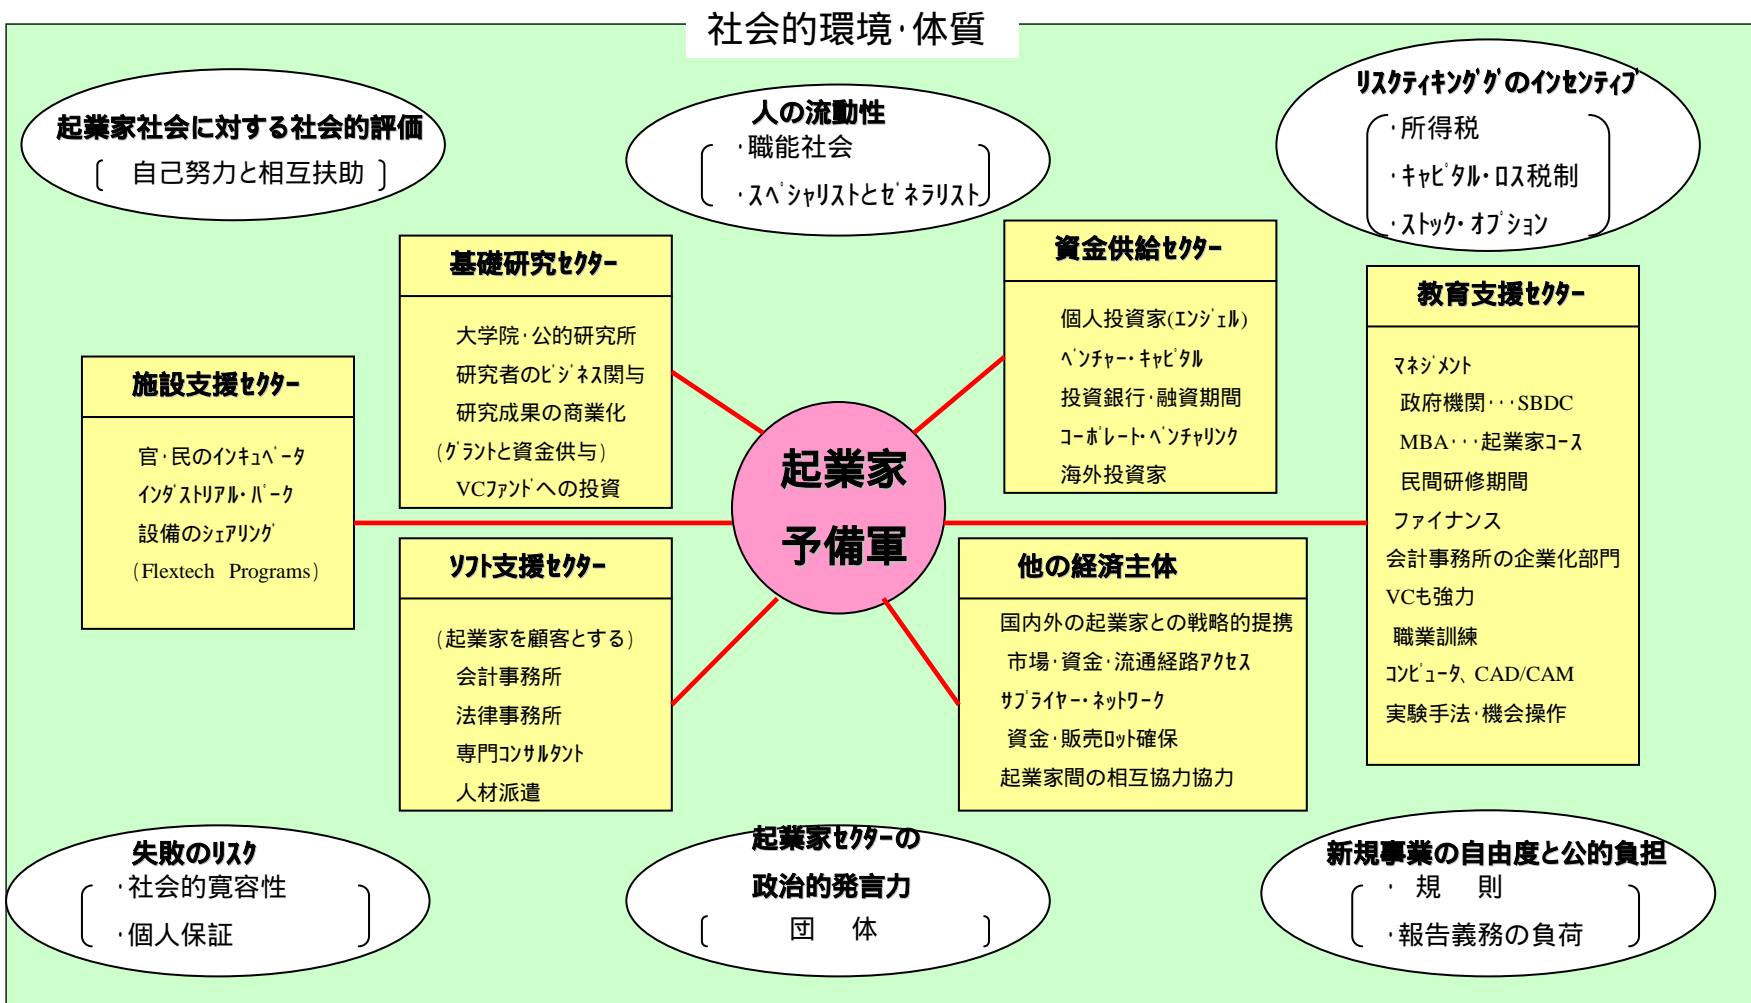 社会的環境・体質
起業家社会に対する社会的評価
〔 自己努力と相互扶助 〕
人の流動性
・職能社会
・スペシャリストとゼネラリスト
リスクティキンググのインセンティブ
・所得税
・キャピタル・ロス税制
・ストック・オプション
基礎研究セクター
大学院・公的研究所
研究者のビジネス関与
研究成果の商業化
(グラントと資金供与)
VCファンドへの投資
資金供給セクター
個人投資家(エンジェル)
ベンチャー・キャピタル
投資銀行・融資期間
コーポレート・ベンチャリング
海外投資家
教育支援セクター
マネジメント
政府機関・・・SBDC
MBA・・・起業家コース
民間研修期間
ファイナンス
会計事務所の企業化部門
VCも強力
職業訓練
コンピュータ、CAD/CAM
実験手法・機会操作
施設支援セクター
官・民のインキュベータ
インダストリアル・パーク
設備のシェアリング
(Flextech Programs)
起業家
予備軍
ソフト支援セクター
(起業家を顧客とする)
会計事務所
法律事務所
専門コンサルタント
人材派遣
他の経済主体
国内外の起業家との戦略的提携
市場・資金・流通経路アクセス
サプライヤー・ネットワーク
資金・販売ロット確保
起業家間の相互協力協力
失敗のリスク
・社会的寛容性
・個人保証
起業家セクターの
政治的発言力
〔 団 体 〕
新規事業の自由度と公的負担
・規 則
・報告義務の負荷